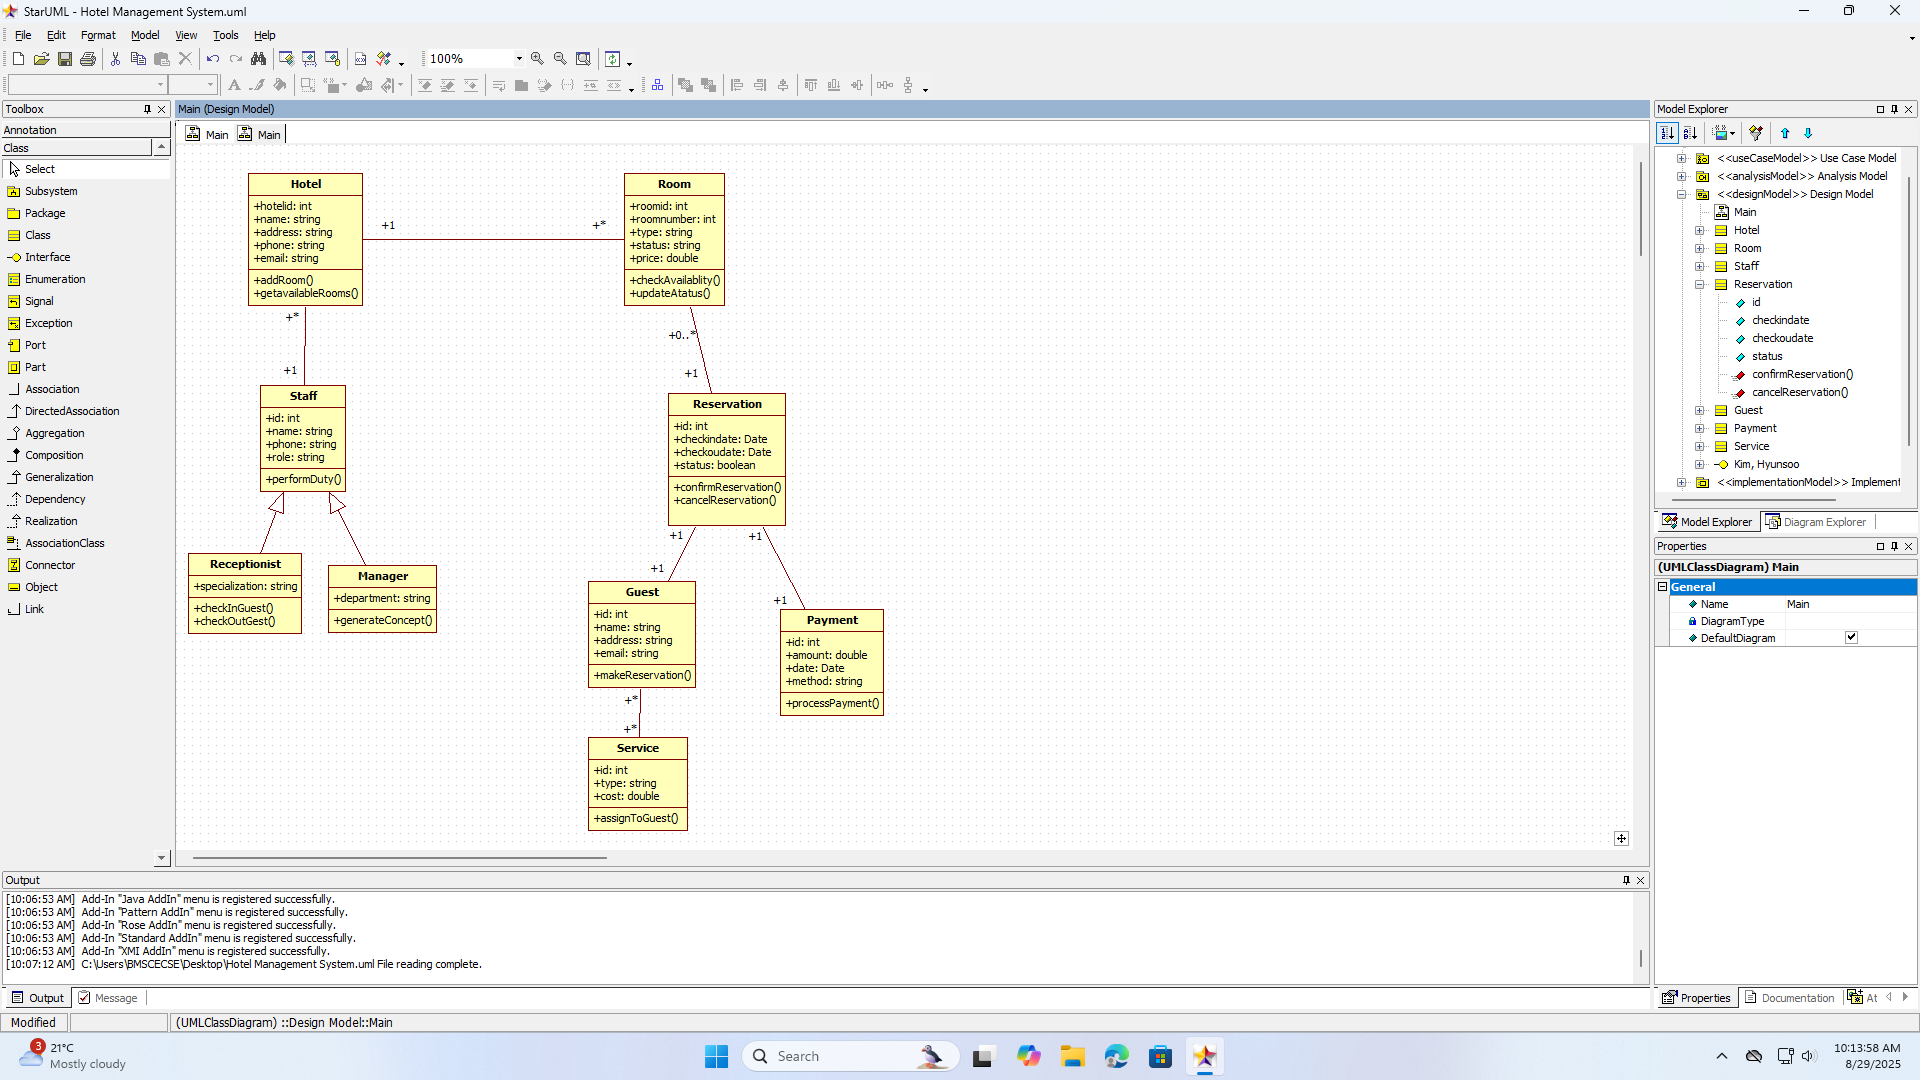 StarUML - Hotel Management System.uml
File Edit Format Model View Tools Help
100%
Toolbox
Annotation
Class
Select
Subsystem
Package
Class
Interface
Enumeration
Signal
Exception
Port
Part
Association
DirectedAssociation
Aggregation
Composition
Generalization
Dependency
Realization
AssociationClass
Connector
Object
Link
Main (Design Model)
Main Main
Hotel
+hotelid: int
+name: string
+address: string
+phone: string
+email: string
+addRoom()
+getavailableRooms()
+1
+*
Room
+roomid: int
+roomnumber: int
+type: string
+status: string
+price: double
+checkAvailablity()
+updateAtatus()
+*
+1
Staff
+id: int
+name: string
+phone: string
+role: string
+performDuty()
Receptionist
+specialization: string
+checkInGuest()
+checkOutGest()
Manager
+department: string
+generateConcept()
+0..*
+1
Reservation
+id: int
+checkindate: Date
+checkoudate: Date
+status: boolean
+confirmReservation()
+cancelReservation()
+1
+1
+1
+1
Guest
+id: int
+name: string
+address: string
+email: string
+makeReservation()
Payment
+id: int
+amount: double
+date: Date
+method: string
+processPayment()
+*
+*
Service
+id: int
+type: string
+cost: double
+assignToGuest()
Model Explorer
<<useCaseModel>> Use Case Model
<<analysisModel>> Analysis Model
<<designModel>> Design Model
Main
Hotel
Room
Staff
Reservation
id
checkindate
checkoudate
status
confirmReservation()
cancelReservation()
Guest
Payment
Service
Kim, Hyunsoo
<<implementationModel>> Implement
Model Explorer Diagram Explorer
Properties
(UMLClassDiagram) Main
General
Name Main
DiagramType
DefaultDiagram
Properties Documentation At
Output
[10:06:53 AM] Add-In "Java AddIn" menu is registered successfully.
[10:06:53 AM] Add-In "Pattern AddIn" menu is registered successfully.
[10:06:53 AM] Add-In "Rose AddIn" menu is registered successfully.
[10:06:53 AM] Add-In "Standard AddIn" menu is registered successfully.
[10:06:53 AM] Add-In "XMI AddIn" menu is registered successfully.
[10:07:12 AM] C:\Users\BMSCECSE\Desktop\Hotel Management System.uml File reading complete.
Output Message
Modified (UMLClassDiagram) ::Design Model::Main
3
21°C
Mostly cloudy
Search
10:13:58 AM
8/29/2025